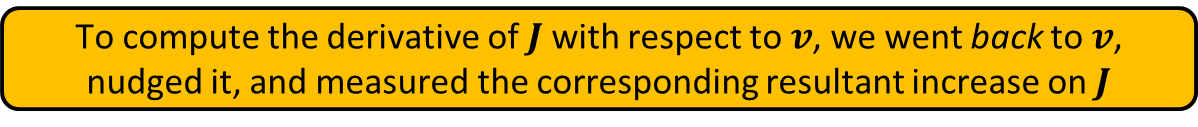 To compute the derivative of J with respect to v, we went back to v,
nudged it, and measured the corresponding resultant increase on J